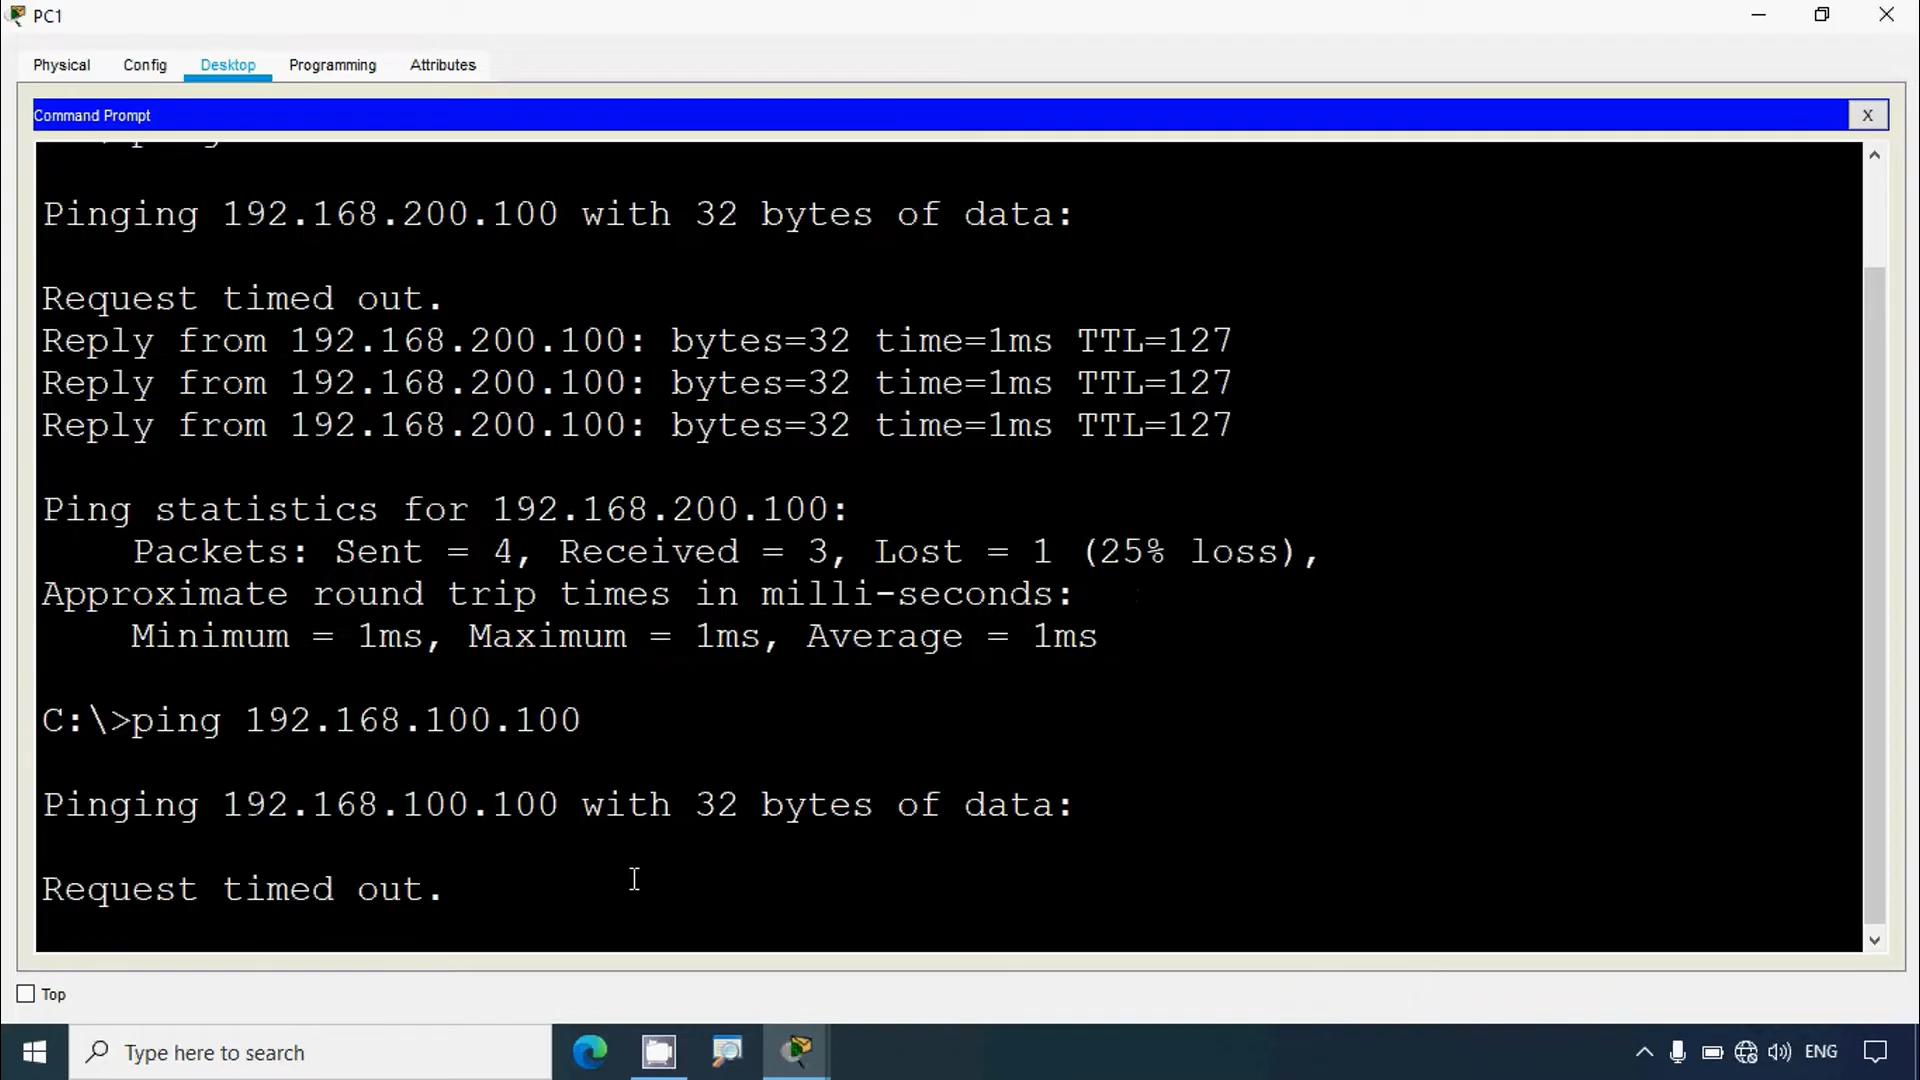 PC1
Physical Config Desktop Programming Attributes
Command Prompt X
Pinging 192.168.200.100 with 32 bytes of data:
Request timed out.
Reply from 192.168.200.100: bytes=32 time=1ms TTL=127
Reply from 192.168.200.100: bytes=32 time=1ms TTL=127
Reply from 192.168.200.100: bytes=32 time=1ms TTL=127
Ping statistics for 192.168.200.100:
Packets: Sent = 4, Received = 3, Lost = 1 (25% loss),
Approximate round trip times in milli-seconds:
Minimum = 1ms, Maximum = 1ms, Average = 1ms
C:\>ping 192.168.100.100
Pinging 192.168.100.100 with 32 bytes of data:
Request timed out.
Top
Type here to search
ENG